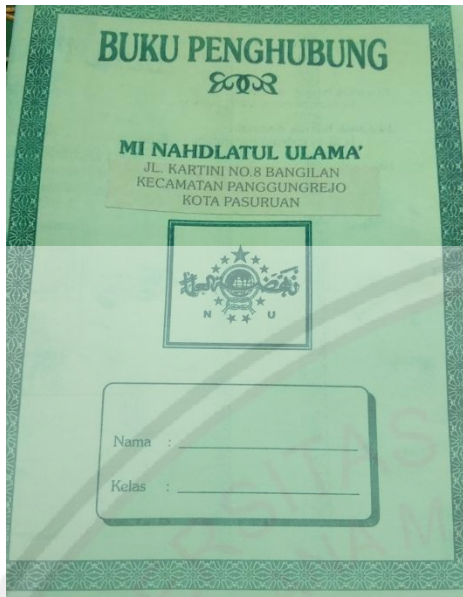 BUKU PENGHUBUNG
MI NAHDLATUL ULAMA'
JL. KARTINI NO.8 BANGILAN
KECAMATAN PANGGUNGREJO
KOTA PASURUAN
N U
Nama :
Kelas :